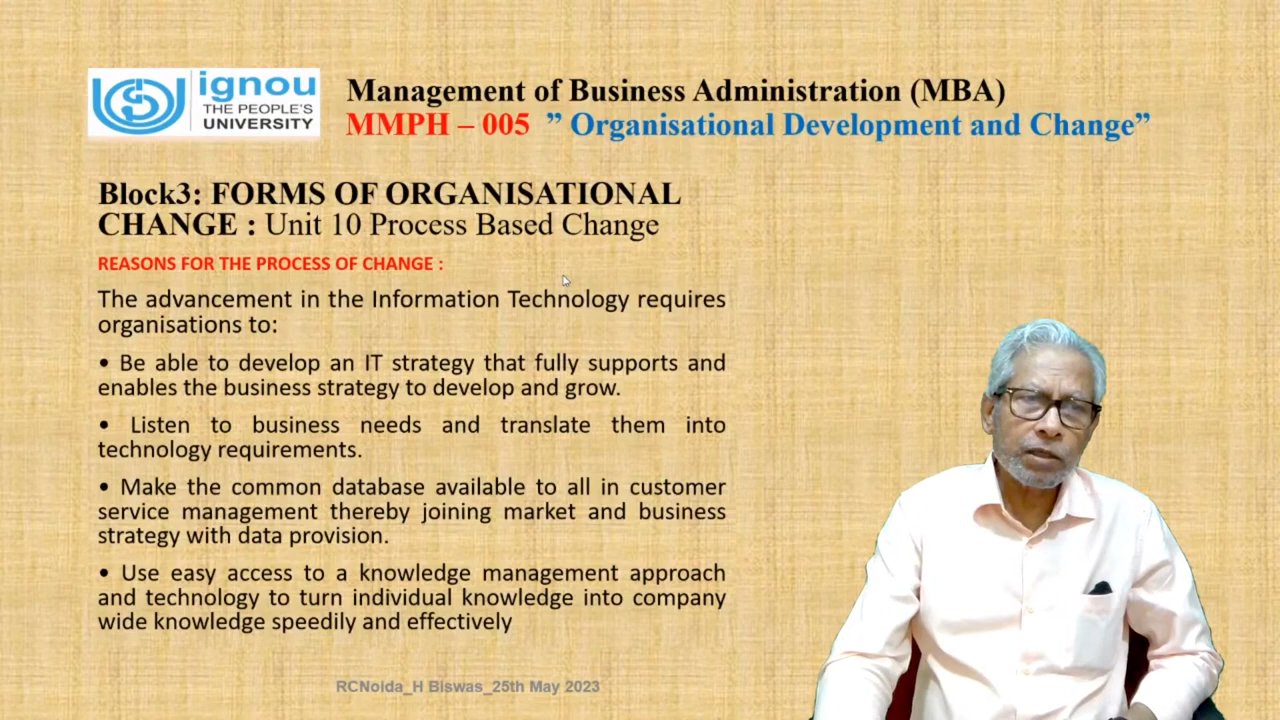 ignou
THE PEOPLE'S
UNIVERSITY
Management of Business Administration (MBA)
MMPH – 005 ” Organisational Development and Change”
Block3: FORMS OF ORGANISATIONAL
CHANGE : Unit 10 Process Based Change
REASONS FOR THE PROCESS OF CHANGE :
The advancement in the Information Technology requires
organisations to:
• Be able to develop an IT strategy that fully supports and
enables the business strategy to develop and grow.
• Listen to business needs and translate them into
technology requirements.
• Make the common database available to all in customer
service management thereby joining market and business
strategy with data provision.
• Use easy access to a knowledge management approach
and technology to turn individual knowledge into company
wide knowledge speedily and effectively
RCNoida_H Biswas_25th May 2023